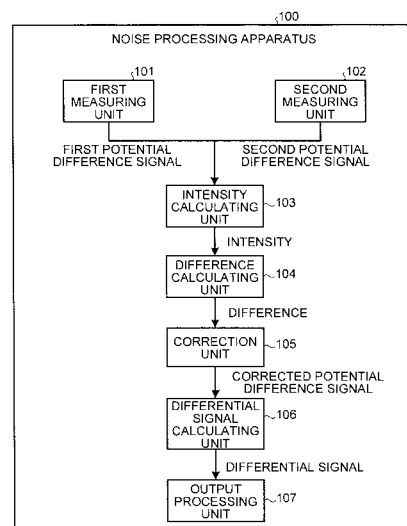 100
NOISE PROCESSING APPARATUS
101
102
FIRST
MEASURING
UNIT
SECOND
MEASURING
UNIT
FIRST POTENTIAL
DIFFERENCE SIGNAL
SECOND POTENTIAL
DIFFERENCE SIGNAL
INTENSITY
CALCULATING
UNIT
103
INTENSITY
DIFFERENCE
CALCULATING
UNIT
104
DIFFERENCE
CORRECTION
UNIT
105
CORRECTED POTENTIAL
DIFFERENCE SIGNAL
DIFFERENTIAL
SIGNAL
CALCULATING
UNIT
106
DIFFERENTIAL SIGNAL
OUTPUT
PROCESSING
UNIT
107